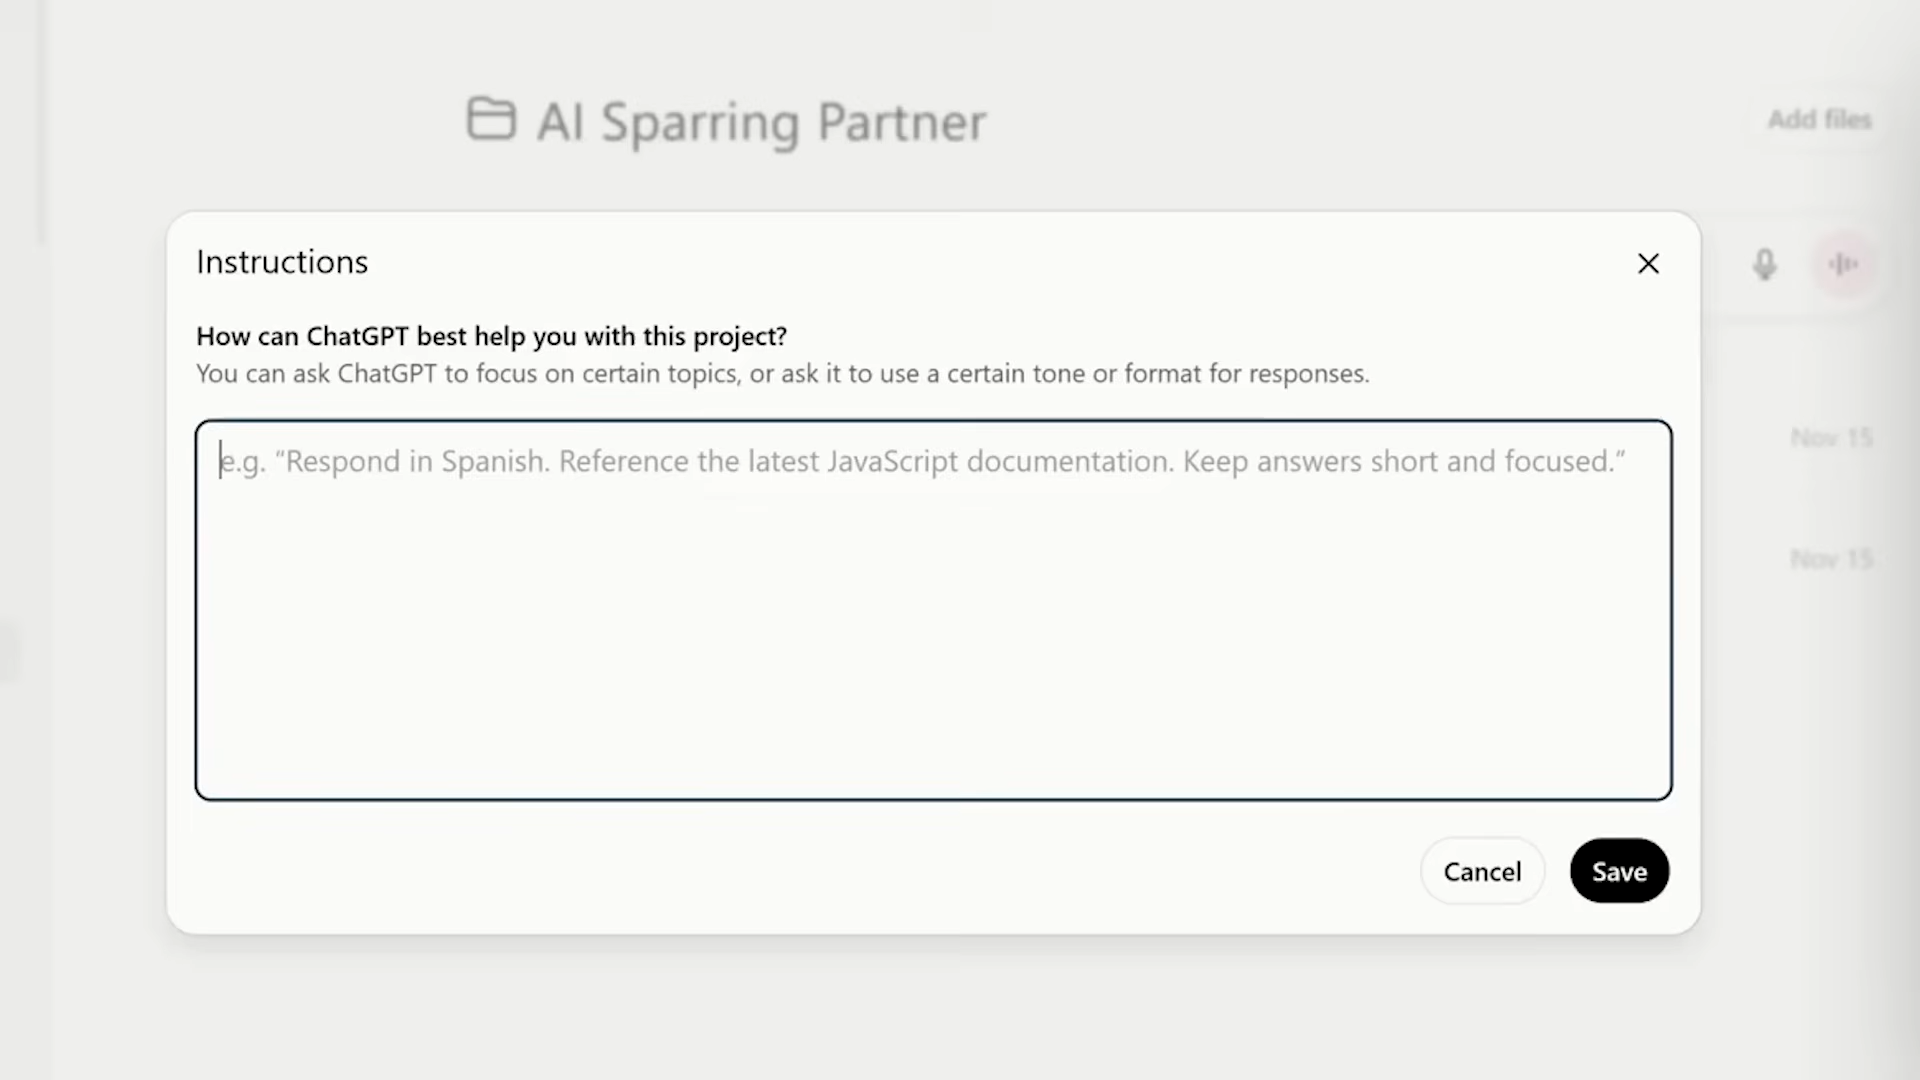 AI Sparring Partner
Add files
Instructions
How can ChatGPT best help you with this project?
You can ask ChatGPT to focus on certain topics, or ask it to use a certain tone or format for responses.
e.g. “Respond in Spanish. Reference the latest JavaScript documentation. Keep answers short and focused.”
Nov 15
Nov 15
Cancel
Save